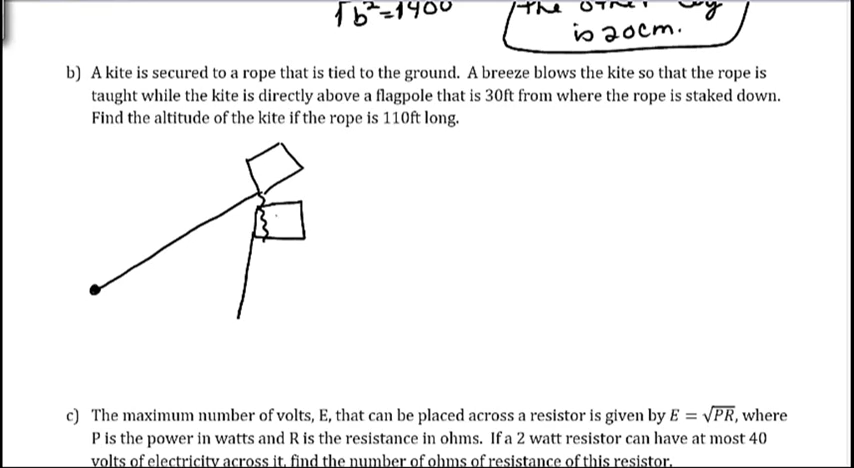 b²=1400
is 20cm.
b) A kite is secured to a rope that is tied to the ground. A breeze blows the kite so that the rope is
taught while the kite is directly above a flagpole that is 30ft from where the rope is staked down.
Find the altitude of the kite if the rope is 110ft long.
c) The maximum number of volts, E, that can be placed across a resistor is given by E = √PR, where
P is the power in watts and R is the resistance in ohms. If a 2 watt resistor can have at most 40
volts of electricity across it, find the number of ohms of resistance of this resistor.